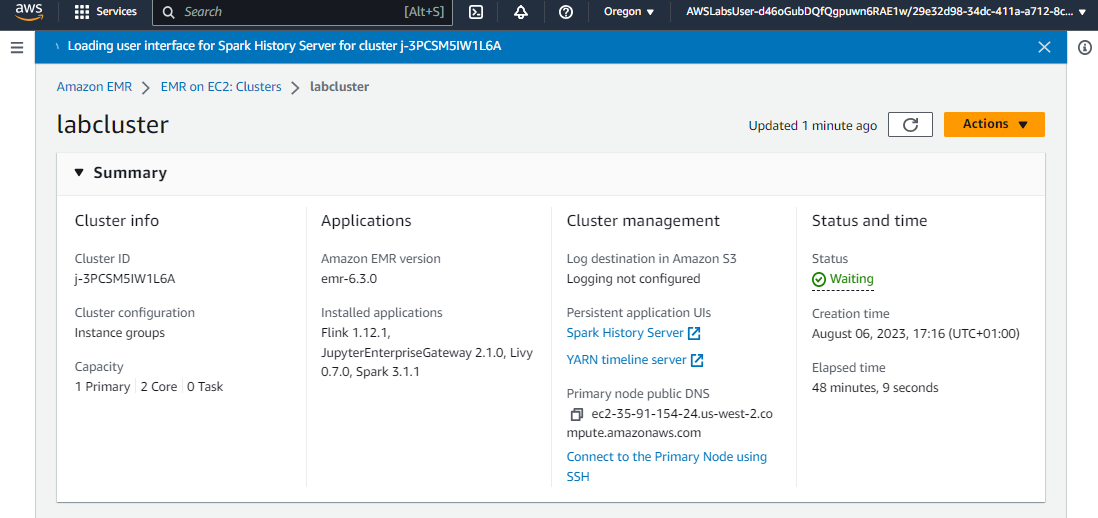 aws
Services
Search
[Alt+S]
Oregon
AWSLabsUser-d46oGubDQfQgpuwn6RAE1w/29e32d98-34dc-411a-a712-8c...
Loading user interface for Spark History Server for cluster j-3PCSM5IW1L6A
Amazon EMR
EMR on EC2: Clusters
labcluster
labcluster
Updated 1 minute ago
Actions
Summary
Cluster info
Cluster ID
j-3PCSM5IW1L6A
Cluster configuration
Instance groups
Capacity
1 Primary 2 Core 0 Task
Applications
Amazon EMR version
emr-6.3.0
Installed applications
Flink 1.12.1,
JupyterEnterpriseGateway 2.1.0, Livy
0.7.0, Spark 3.1.1
Cluster management
Log destination in Amazon S3
Logging not configured
Persistent application UIs
Spark History Server
YARN timeline server
Primary node public DNS
ec2-35-91-154-24.us-west-2.co
mpute.amazonaws.com
Connect to the Primary Node using
SSH
Status and time
Status
Waiting
Creation time
August 06, 2023, 17:16 (UTC+01:00)
Elapsed time
48 minutes, 9 seconds